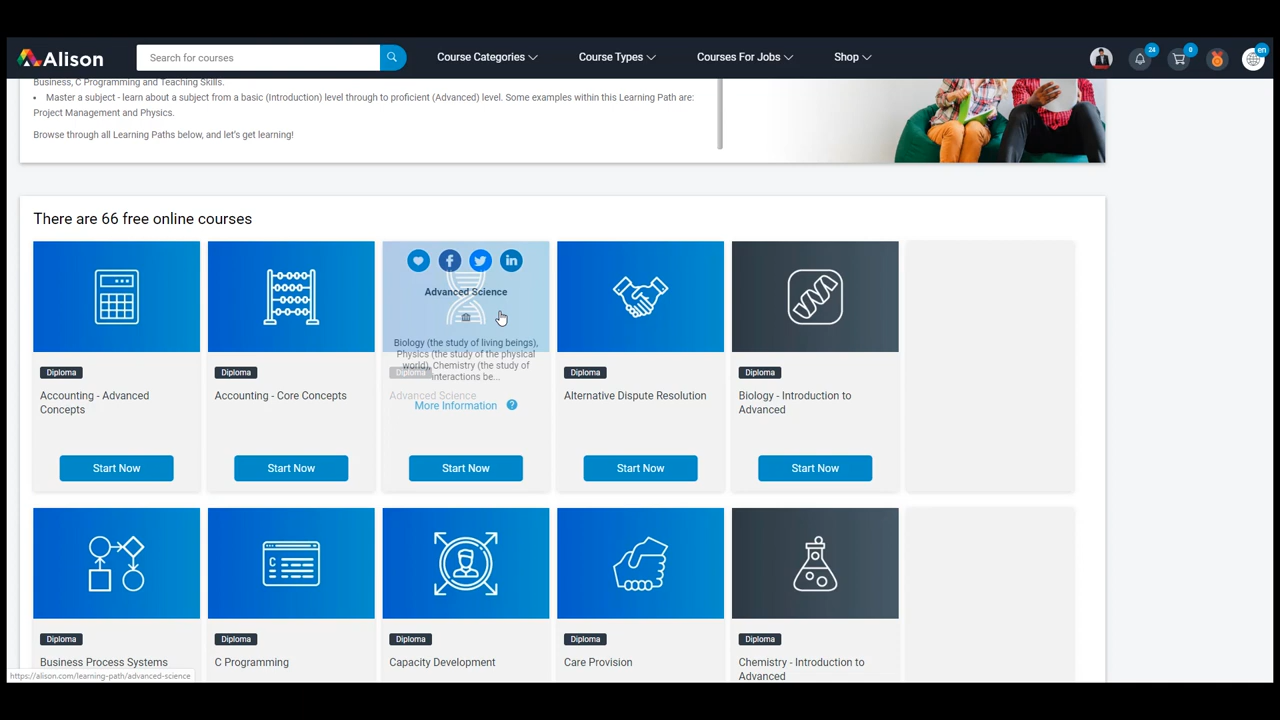 Alison
Search for courses
Course Categories
Course Types
Courses For Jobs
Shop
24
0
en
Business, C Programming and Teaching Skills.
• Master a subject - learn about a subject from a basic (Introduction) level through to proficient (Advanced) level. Some examples within this Learning Path are:
Project Management and Physics.
Browse through all Learning Paths below, and let's get learning!
There are 66 free online courses
Diploma
Accounting - Advanced
Concepts
Start Now
Diploma
Accounting - Core Concepts
Start Now
Advanced Science
Biology (the study of living beings),
Physics (the study of the physical
world), Chemistry (the study of
interactions be...
Diploma
Advanced Science
More Information ?
Start Now
Diploma
Alternative Dispute Resolution
Start Now
Diploma
Biology - Introduction to
Advanced
Start Now
Diploma
Business Process Systems
C
Diploma
C Programming
Diploma
Capacity Development
Diploma
Care Provision
Diploma
Chemistry - Introduction to
Advanced
https://alison.com/learning-path/advanced-science